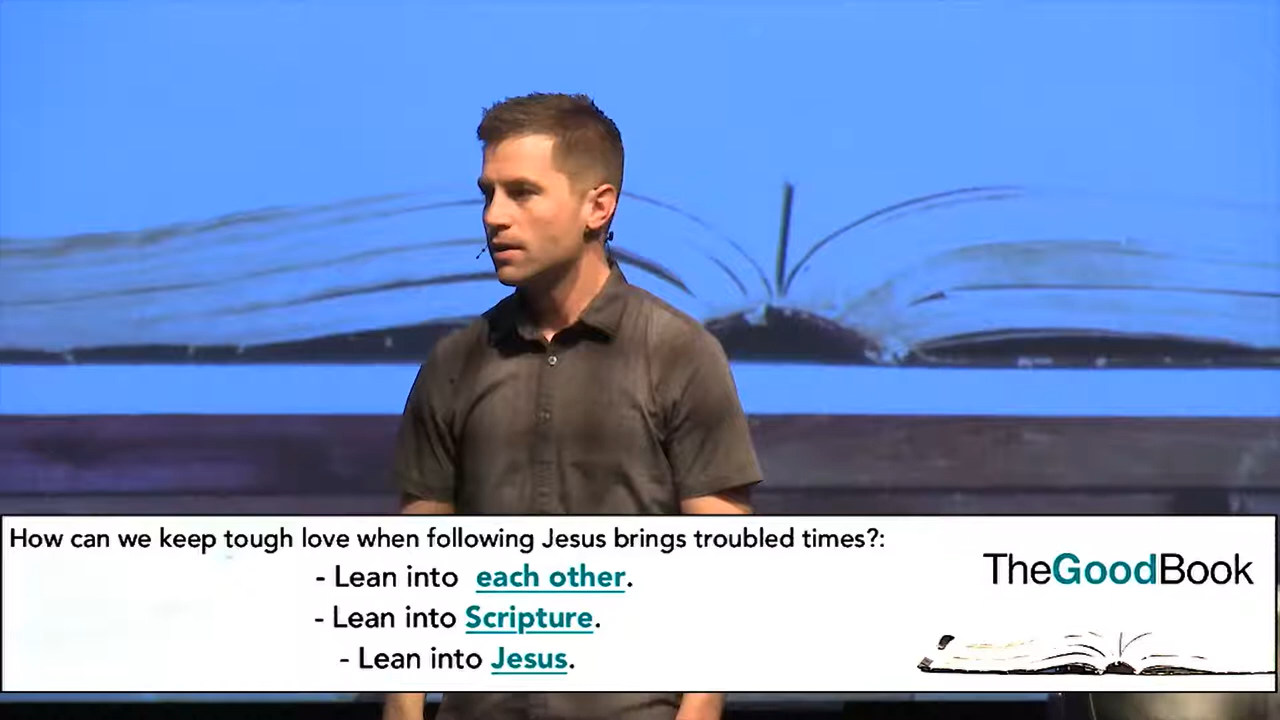 How can we keep tough love when following Jesus brings troubled times?:
- Lean into each other.
- Lean into Scripture.
- Lean into Jesus.
TheGoodBook